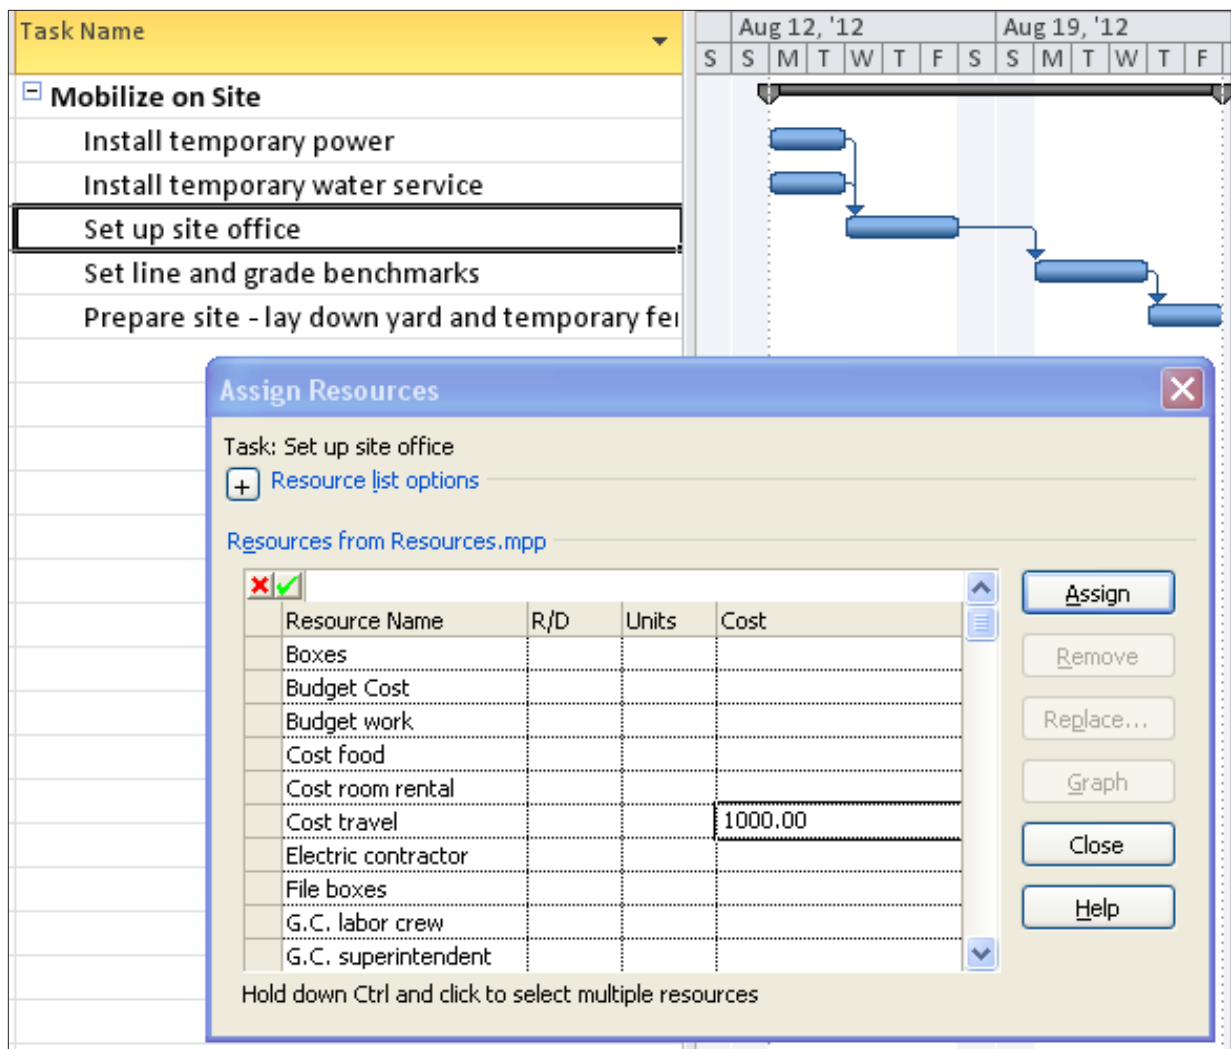 Task Name
Aug 12, '12 Aug 19, '12
S S M T W T F S S M T W T F
Mobilize on Site
Install temporary power
Install temporary water service
Set up site office
Set line and grade benchmarks
Prepare site - lay down yard and temporary
Assign Resources
Task: Set up site office
+ Resource list options
Resources from Resources.mpp
Assign
Resource Name R/D Units Cost
Boxes
Remove
Budget Cost
Budget work
Replace...
Cost food
Cost room rental
Graph
Cost travel 1000.00
Close
Electric contractor
File boxes
G.C. labor crew
Help
G.C. superintendent
Hold down Ctrl and click to select multiple resources